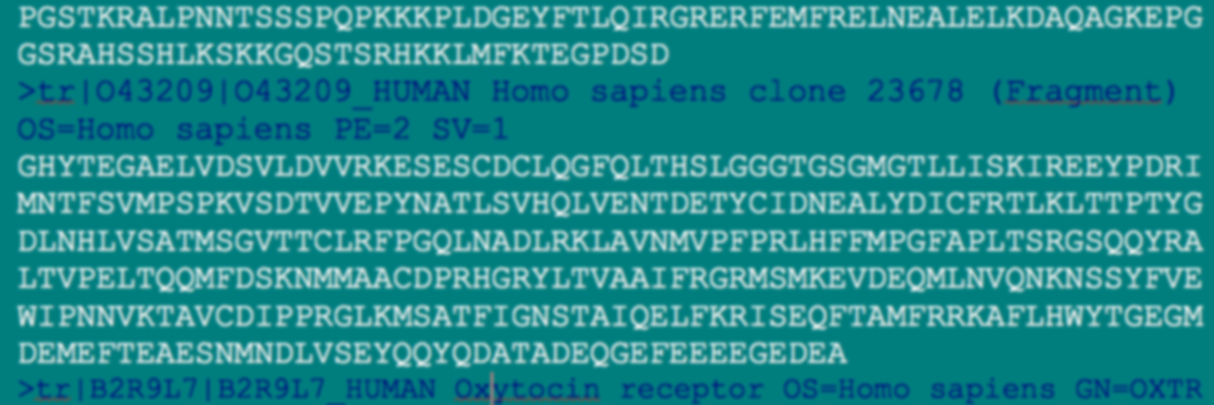 PGSTKRALPNNTSSSPQPKKKPLDGEYFTLQIRGRERFEMFRELNEALELKDAQAGKEPG
GSRAHSSHLKSKKGQSTSRHKKLMFKTEGPDSD
>tr|O43209|O43209_HUMAN Homo sapiens clone 23678 (Fragment)
OS=Homo sapiens PE=2 SV=1
GHYTEGAELVDSVLDVVRKESESCDCLQGFQLTHSLGGGTGSGMGTLLISKIREEYPDRI
MNTFSVMPSPKVSDTVVEPYNATLSVHQLVENTDETYCIDNEALYDICFRTLKLTTPTYG
DLNHLVSATMSGVTTCLRFPGQLNADLRKLAVNMVPFPRLHFFMPGFAPLTSRGSQQYRA
LTVPELTQQMFDSKNMMAACDPRHGRYLTVAAIFRGRMSMKEVDEQMLNVQNKNSSYFVE
WIPNNVKTAVCDIPPRGLKMSATFIGNSTAIQELFKRISEQFTAMFRRKAFLHWYTGEGM
DEMEFTEAESNMNDLVSEYQQYQDATADEQGEFEEEEGEDEA
>tr|B2R9L7|B2R9L7_HUMAN Oxytocin receptor OS=Homo sapiens GN=OXTR